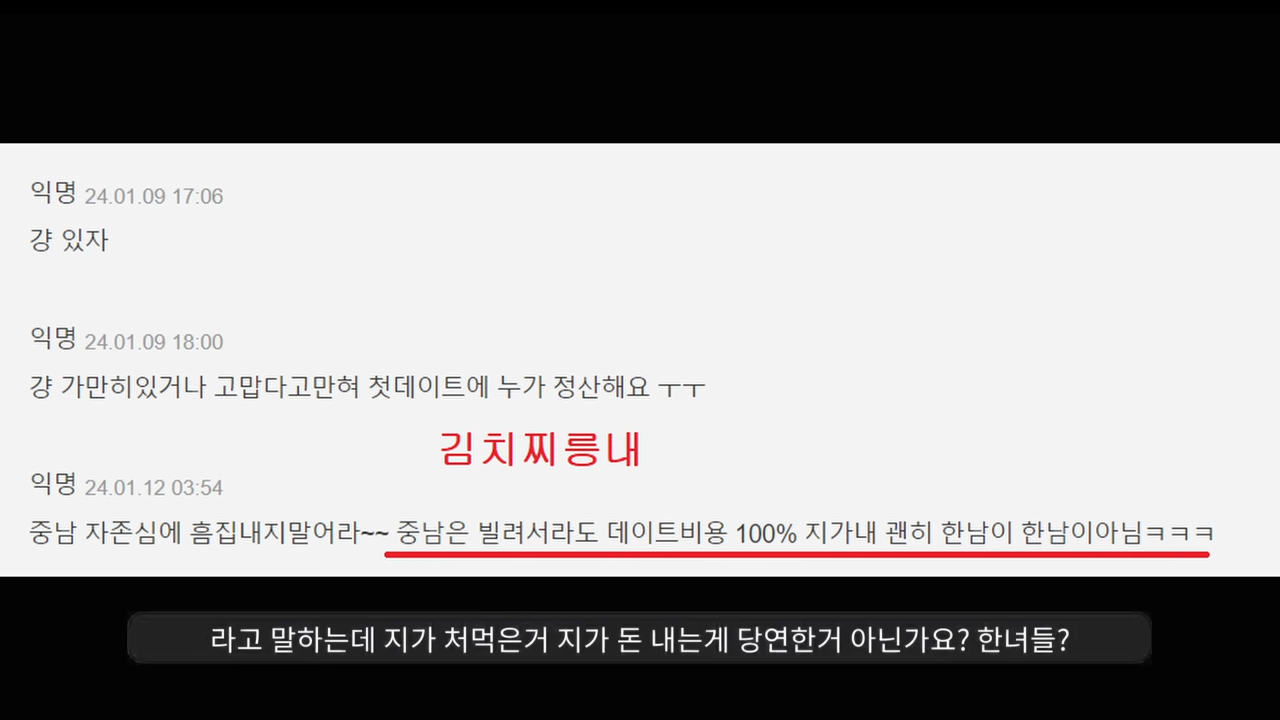 익명 24.01.09 17:06
걍 있자
익명 24.01.09 18:00
걍 가만히있거나 고맙다고만혀 첫데이트에 누가 정산해요 ㅜㅜ
김치찌릉내
익명 24.01.12 03:54
중남 자존심에 흠집내지말어라~~ 중남은 빌려서라도 데이트비용 100% 지가내 괜히 한남이 한남이아님ㅋㅋㅋ
라고 말하는데 지가 처먹은거 지가 돈 내는게 당연한거 아닌가요? 한녀들?